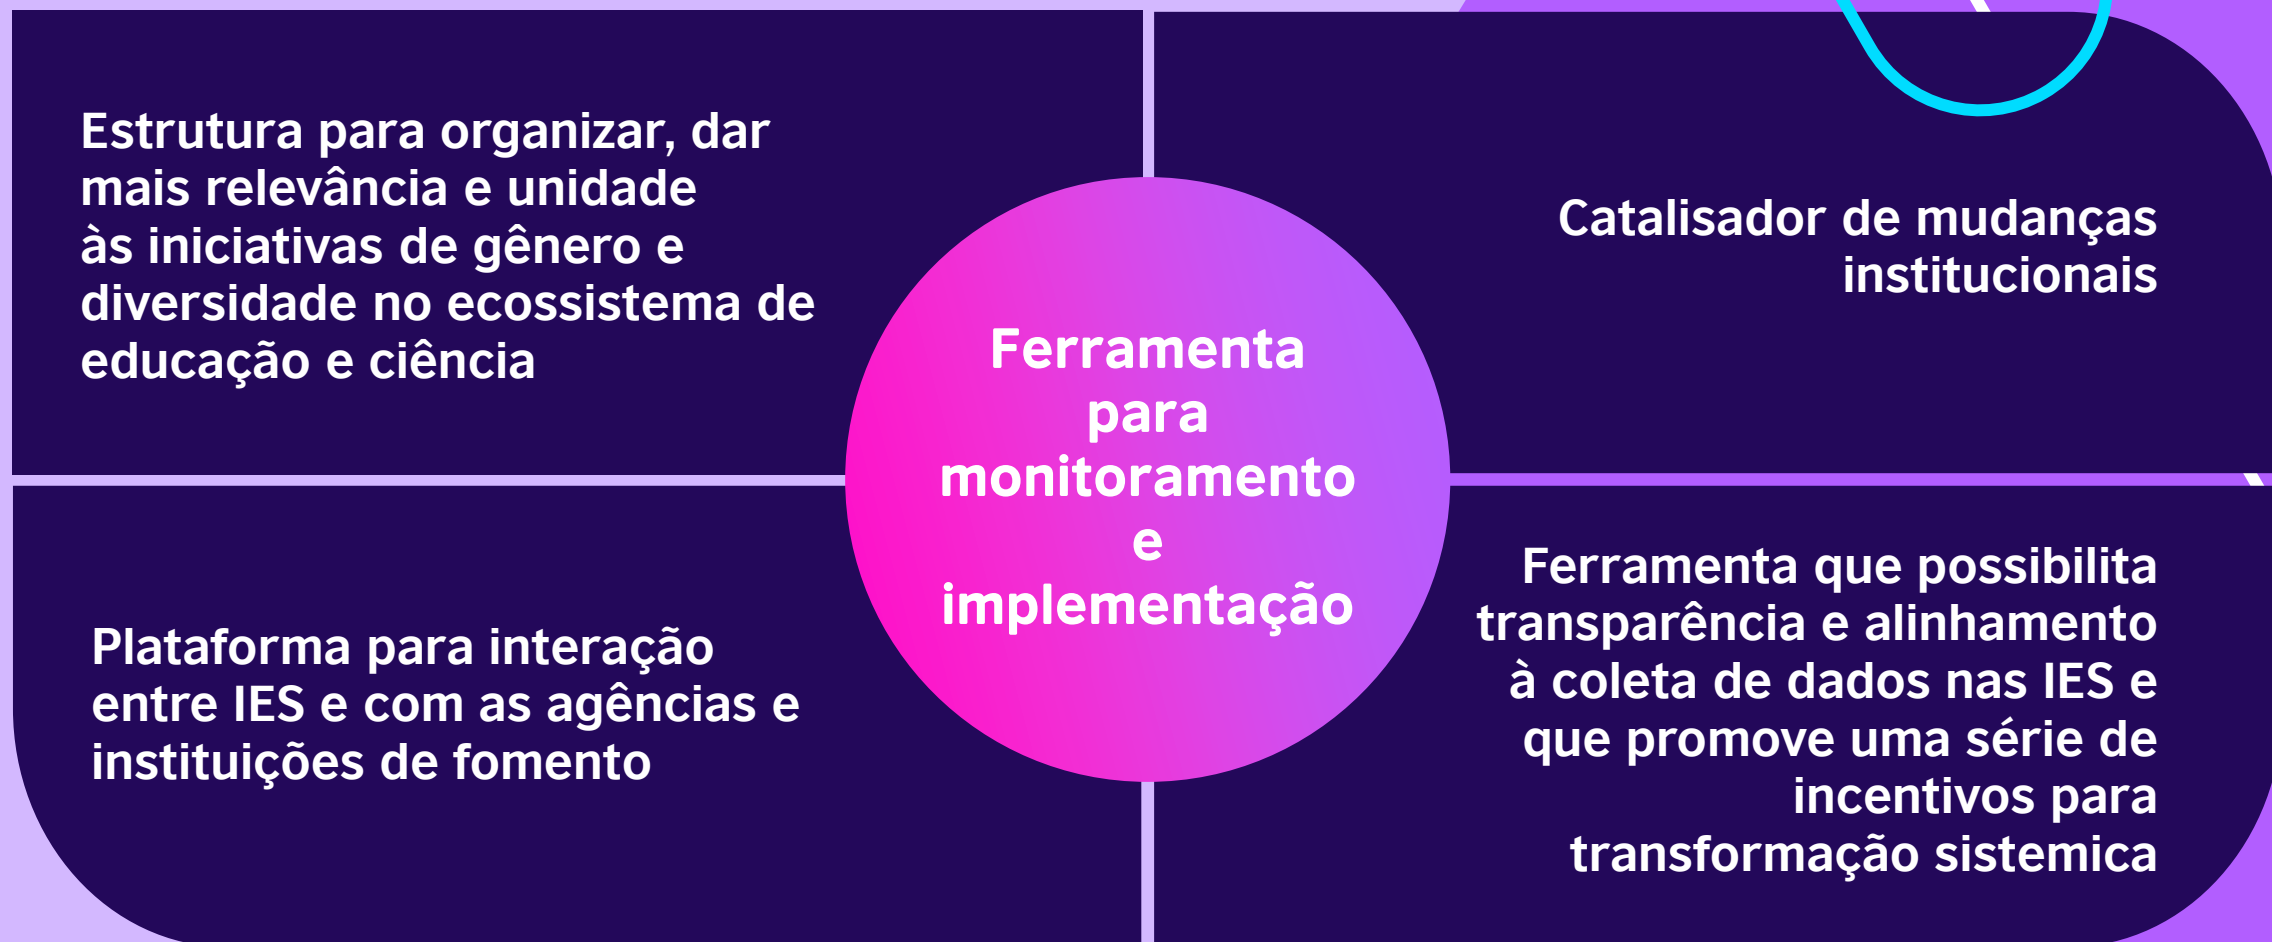 Estrutura para organizar, dar
mais relevância e unidade
às iniciativas de gênero e
diversidade no ecossistema de
educação e ciência
Catalisador de mudanças
institucionais
Ferramenta
para
monitoramento
e
implementação
Plataforma para interação
entre IES e com as agências e
instituições de fomento
Ferramenta que possibilita
transparência e alinhamento
à coleta de dados nas IES e
que promove uma série de
incentivos para
transformação sistemica